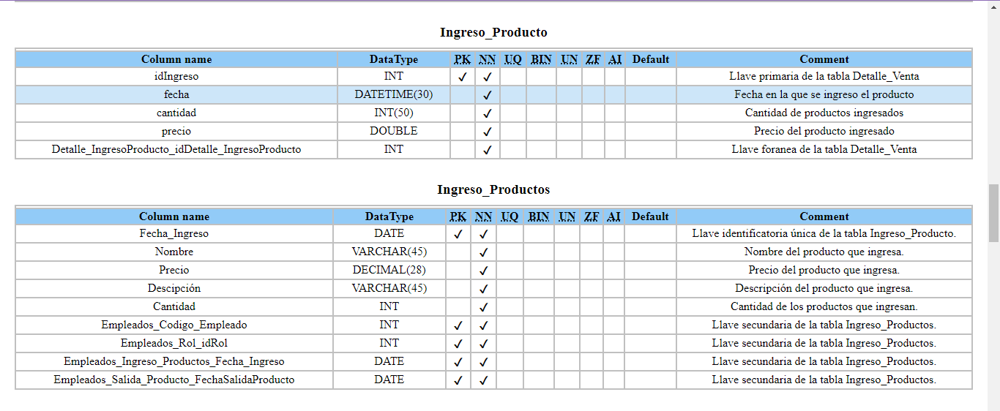 Ingreso_Producto
Column name DataType PK NN UQ BIN UN ZF AI Default Comment
idIngreso INT ✓ ✓ Llave primaria de la tabla Detalle_Venta
fecha DATETIME(30) ✓ Fecha en la que se ingreso el producto
cantidad INT(50) ✓ Cantidad de productos ingresados
precio DOUBLE ✓ Precio del producto ingresado
Detalle_IngresoProducto_idDetalle_IngresoProducto INT ✓ Llave foranea de la tabla Detalle_Venta
Ingreso_Productos
Column name DataType PK NN UQ BIN UN ZF AI Default Comment
Fecha_Ingreso DATE ✓ ✓ Llave identificatoria única de la tabla Ingreso_Producto.
Nombre VARCHAR(45) ✓ Nombre del producto que ingresa.
Precio DECIMAL(28) ✓ Precio del producto que ingresa.
Descipción VARCHAR(45) ✓ Descripción del producto que ingresa.
Cantidad INT ✓ Cantidad de los productos que ingresan.
Empleados_Codigo_Empleado INT ✓ ✓ Llave secundaria de la tabla Ingreso_Productos.
Empleados_Rol_idRol INT ✓ ✓ Llave secundaria de la tabla Ingreso_Productos.
Empleados_Ingreso_Productos_Fecha_Ingreso DATE ✓ ✓ Llave secundaria de la tabla Ingreso_Productos.
Empleados_Salida_Producto_FechaSalidaProducto DATE ✓ ✓ Llave secundaria de la tabla Ingreso_Productos.